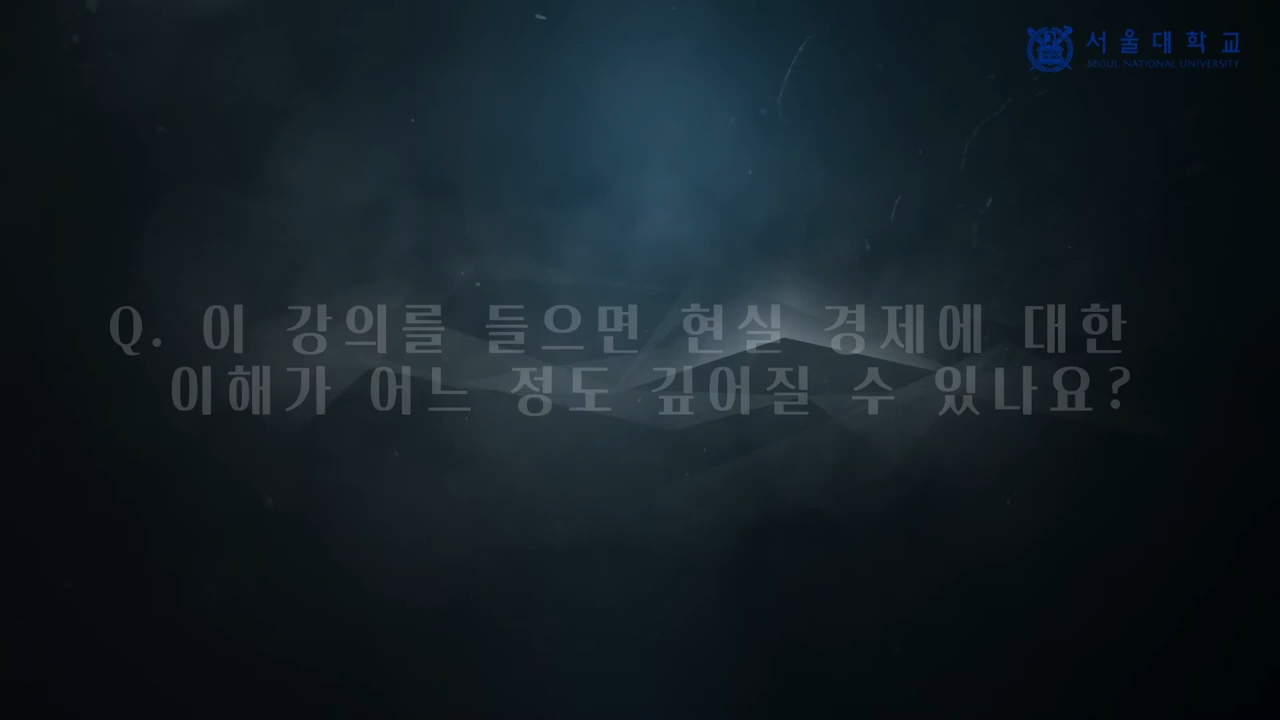 서울대학교
SEOUL NATIONAL UNIVERSITY
Q. 이 강의를 들으면 현실 경제에 대한
이해가 어느 정도 깊어질 수 있나요?